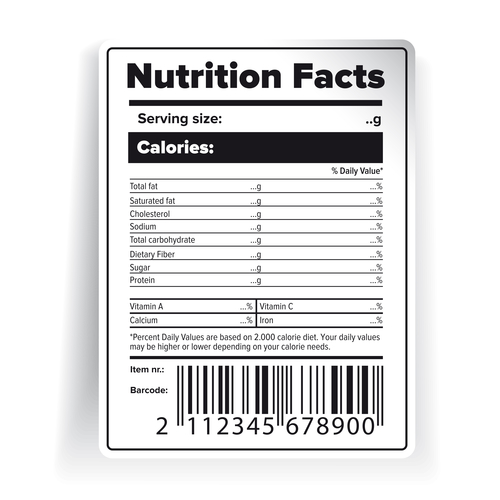 Nutrition Facts
Serving size: ..g
Calories:
% Daily Value*
Total fat ...g ...%
Saturated fat ...g ...%
Cholesterol ...g ...%
Sodium ...g ...%
Total carbohydrate ...g ...%
Dietary Fiber ...g ...%
Sugar ...g ...%
Protein ...g ...%
Vitamin A ...% Vitamin C ...%
Calcium ...% Iron ...%
*Percent Daily Values are based on 2.000 calorie diet. Your daily values
may be higher or lower depending on your calorie needs.
Item nr.:
Barcode:
2 112345 678900